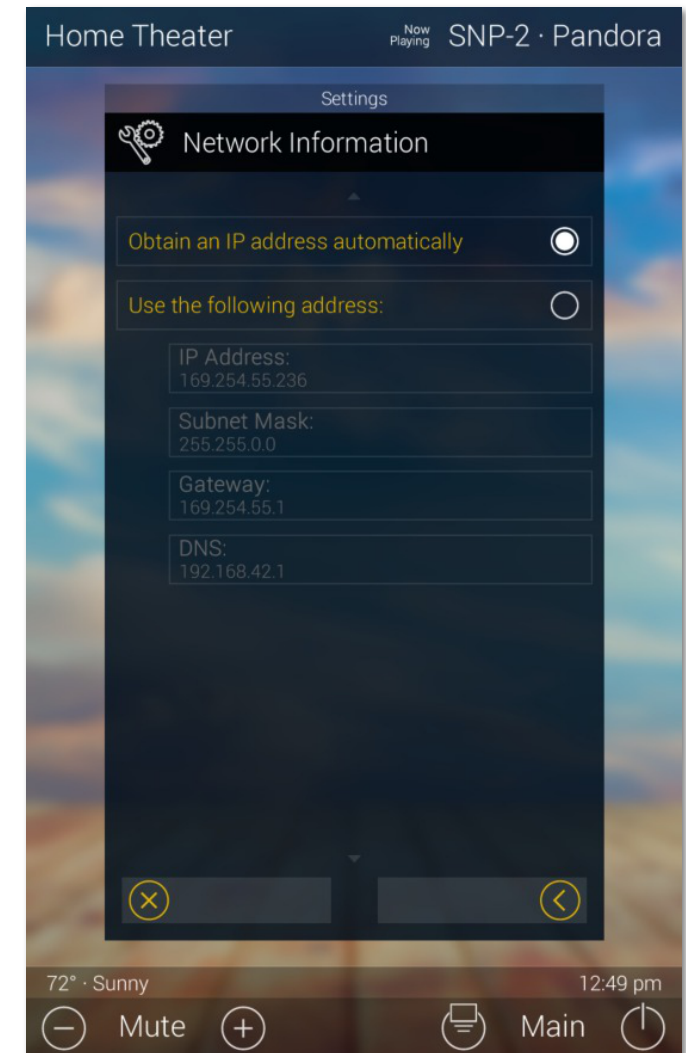 Home Theater
Now Playing SNP-2 · Pandora
Settings
Network Information
Obtain an IP address automatically
Use the following address:
IP Address:
169.254.55.236
Subnet Mask:
255.255.0.0
Gateway:
169.254.55.1
DNS:
192.168.42.1
72° · Sunny
12:49 pm
Mute
Main